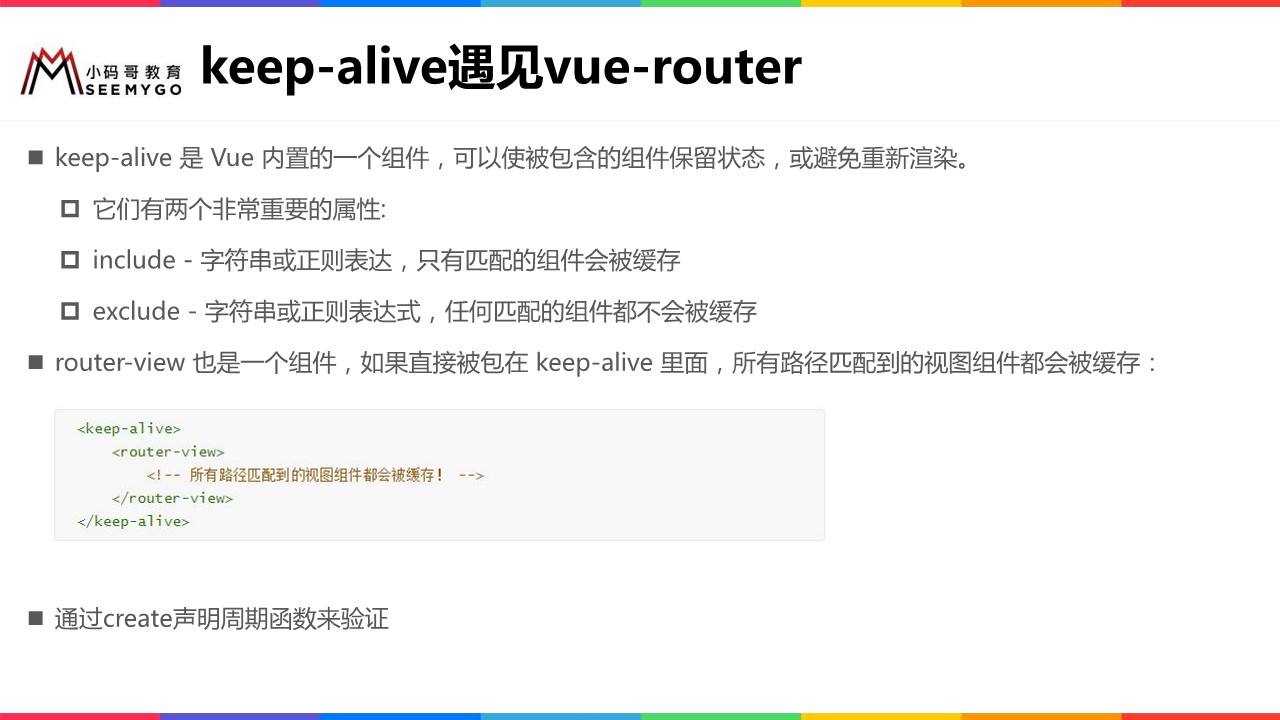 小码哥教育
SEEMYGO
keep-alive遇见vue-router
keep-alive 是 Vue 内置的一个组件，可以使被包含的组件保留状态，或避免重新渲染。
它们有两个非常重要的属性:
include - 字符串或正则表达，只有匹配的组件会被缓存
exclude - 字符串或正则表达式，任何匹配的组件都不会被缓存
router-view 也是一个组件，如果直接被包在 keep-alive 里面，所有路径匹配到的视图组件都会被缓存：
<keep-alive>
    <router-view>
        <!-- 所有路径匹配到的视图组件都会被缓存! -->
    </router-view>
</keep-alive>
通过create声明周期函数来验证